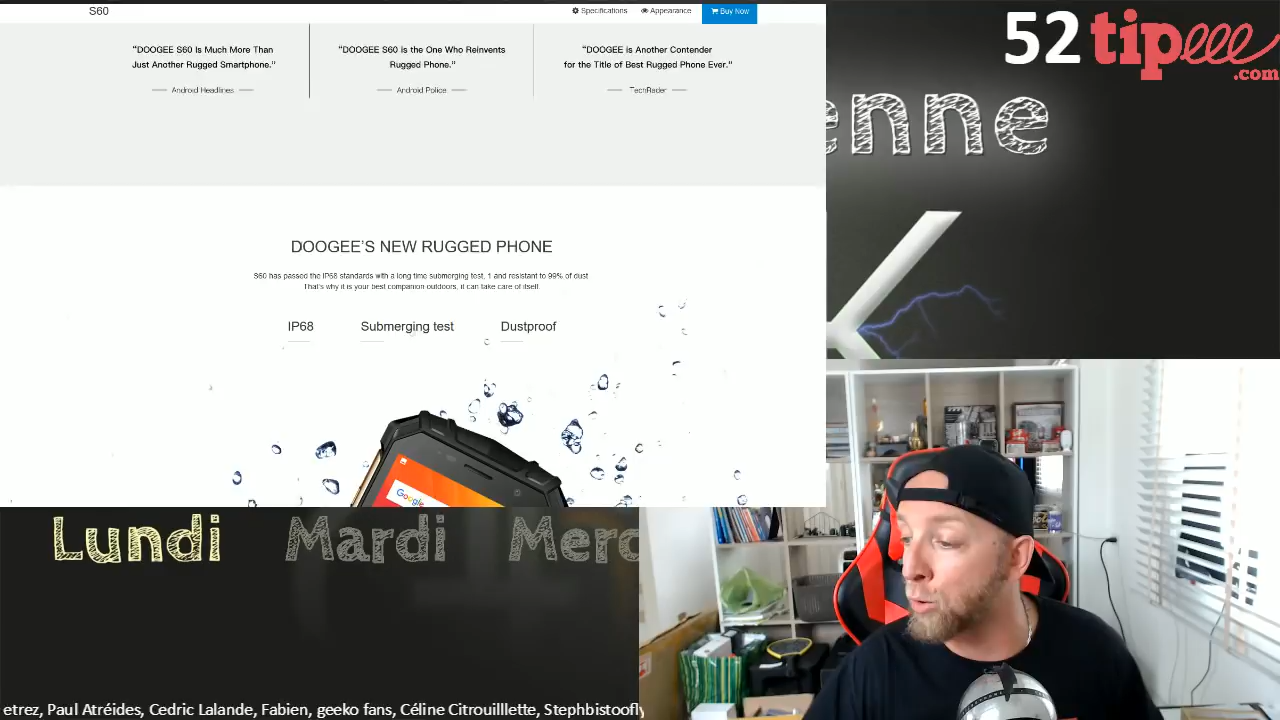 S60
Specifications
Appearance
Buy Now
“DOOGEE S60 Is Much More Than
Just Another Rugged Smartphone.”
Android Headlines
“DOOGEE S60 is the One Who Reinvents
Rugged Phone.”
Android Police
“DOOGEE is Another Contender
for the Title of Best Rugged Phone Ever.”
TechRader
52 tipeee
.com
enne
K
DOOGEE’S NEW RUGGED PHONE
S60 has passed the IP68 standards with a long time submerging test, 1 and resistant to 99% of dust
That’s why it is your best companion outdoors, it can take care of itself.
IP68
Submerging test
Dustproof
Google
Lundi Mardi Merc
etrez, Paul Atréides, Cedric Lalande, Fabien, geeko fans, Céline Citrouilllette, Stephbistoofly